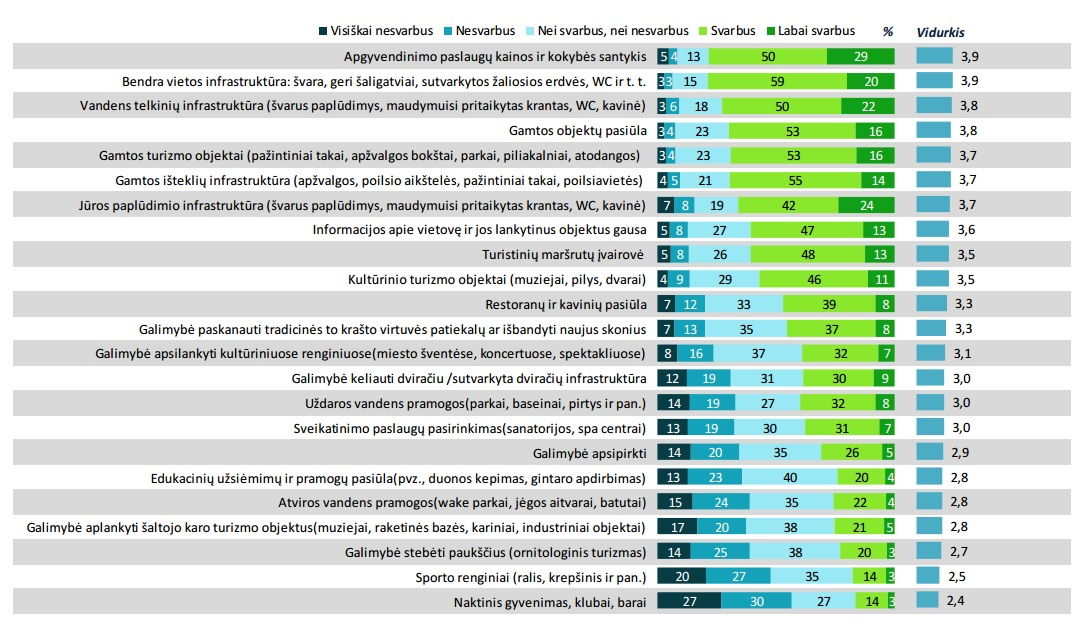 Visiškai nesvarbus Nesvarbus Nei svarbus, nei nesvarbus Svarbus Labai svarbus % Vidurkis
Apgyvendinimo paslaugų kainos ir kokybės santykis 5 4 13 50 29 3,9
Bendra vietos infrastruktūra: švara, geri šaligatviai, sutvarkytos žaliosios erdvės, WC ir t. t. 3 3 15 59 20 3,9
Vandens telkinių infrastruktūra (švarus paplūdimys, maudymuisi pritaikytas krantas, WC, kavinė) 3 6 18 50 22 3,8
Gamtos objektų pasiūla 3 4 23 53 16 3,8
Gamtos turizmo objektai (pažintiniai takai, apžvalgos bokštai, parkai, piliakalniai, atodangos) 3 4 23 53 16 3,7
Gamtos išteklių infrastruktūra (apžvalgos, poilsio aikštelės, pažintiniai takai, poilsiavietės) 4 5 21 55 14 3,7
Jūros paplūdimio infrastruktūra (švarus paplūdimys, maudymuisi pritaikytas krantas, WC, kavinė) 7 8 19 42 24 3,7
Informacijos apie vietovę ir jos lankytinus objektus gausa 5 8 27 47 13 3,6
Turistinių maršrutų įvairovė 5 8 26 48 13 3,5
Kultūrinio turizmo objektai (muziejai, pilys, dvarai) 4 9 29 46 11 3,5
Restoranų ir kavinių pasiūla 7 12 33 39 8 3,3
Galimybė paskanauti tradicinės to krašto virtuvės patiekalų ar išbandyti naujus skonius 7 13 35 37 8 3,3
Galimybė apsilankyti kultūriniuose renginiuose(miesto šventėse, koncertuose, spektakliuose) 8 16 37 32 7 3,1
Galimybė keliauti dviračiu /sutvarkyta dviračių infrastruktūra 12 19 31 30 9 3,0
Uždaros vandens pramogos(parkai, baseinai, pirtys ir pan.) 14 19 27 32 8 3,0
Sveikatinimo paslaugų pasirinkimas(sanatorijos, spa centrai) 13 19 30 31 7 3,0
Galimybė apsipirkti 14 20 35 26 5 2,9
Edukacinių užsiėmimų ir pramogų pasiūla(pvz., duonos kepimas, gintaro apdirbimas) 13 23 40 20 4 2,8
Atviros vandens pramogos(wake parkai, jėgos aitvarai, batutai) 15 24 35 22 4 2,8
Galimybė aplankyti šaltojo karo turizmo objektus(muziejai, raketinės bazės, kariniai, industriniai objektai) 17 20 38 21 5 2,8
Galimybė stebėti paukščius (ornitologinis turizmas) 14 25 38 20 3 2,7
Sporto renginiai (ralis, krepšinis ir pan.) 20 27 35 14 3 2,5
Naktinis gyvenimas, klubai, barai 27 30 27 14 3 2,4